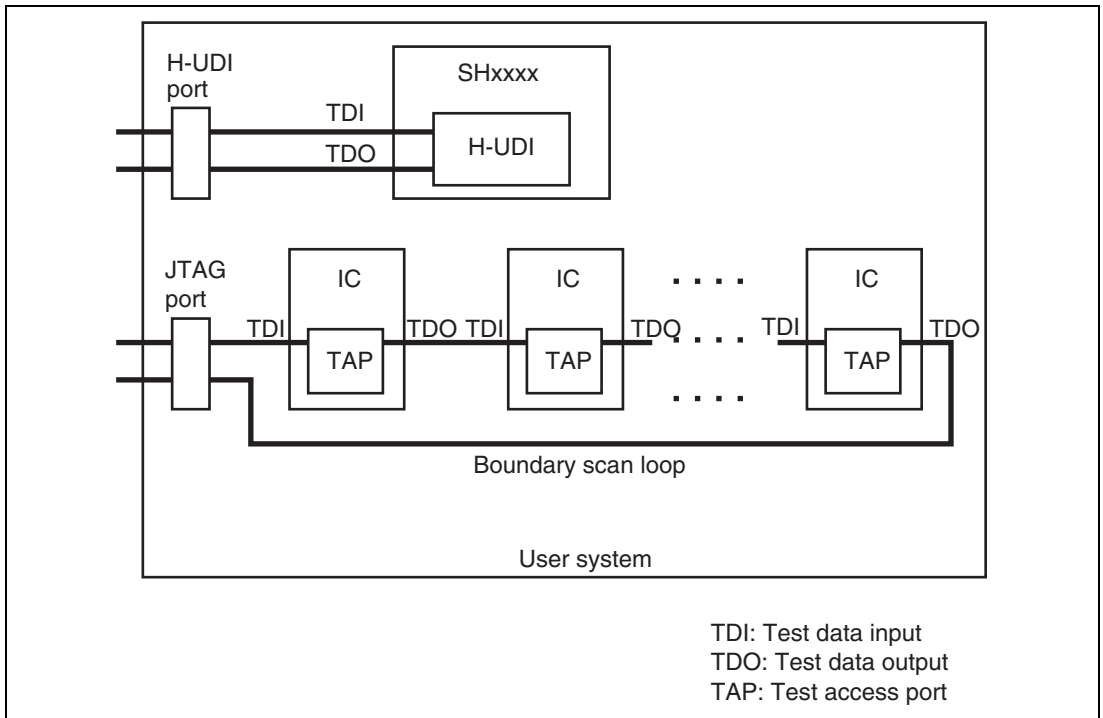 H-UDI
port
SHxxxx
TDI
H-UDI
TDO
JTAG
port
IC
IC
. . . .
IC
TDI
TDO TDI
TDO
. . . .
TDI
TDO
TAP
TAP
TAP
. . . .
Boundary scan loop
User system
TDI: Test data input
TDO: Test data output
TAP: Test access port